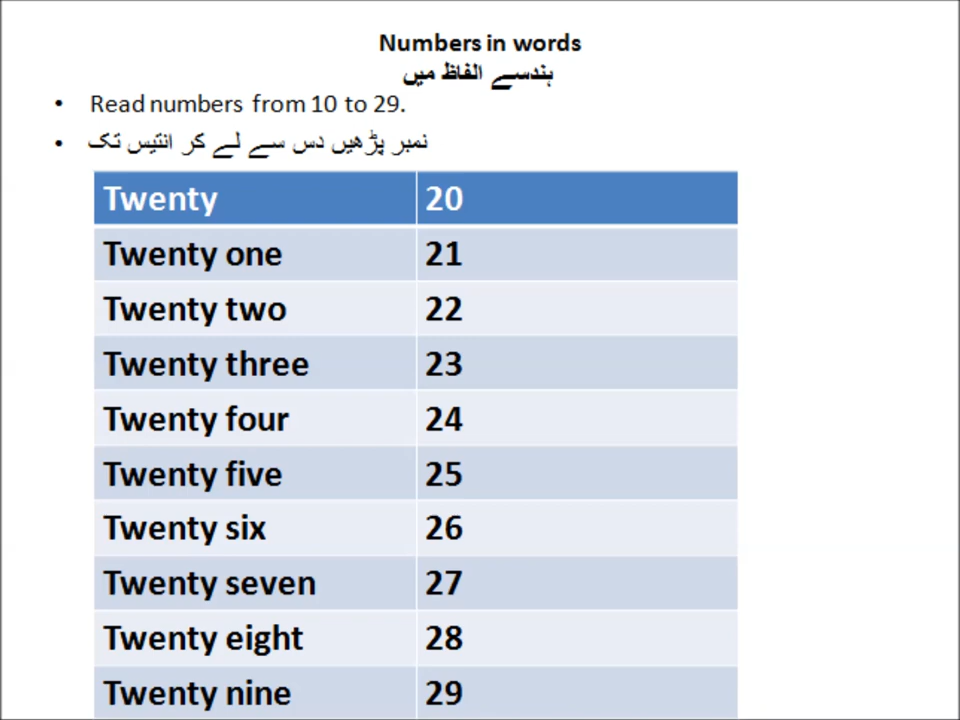 Numbers in words
ہندسے الفاظ میں
• Read numbers from 10 to 29.
• نمبر پڑھیں دس سے لے کر انتیس تک
Twenty 20
Twenty one 21
Twenty two 22
Twenty three 23
Twenty four 24
Twenty five 25
Twenty six 26
Twenty seven 27
Twenty eight 28
Twenty nine 29